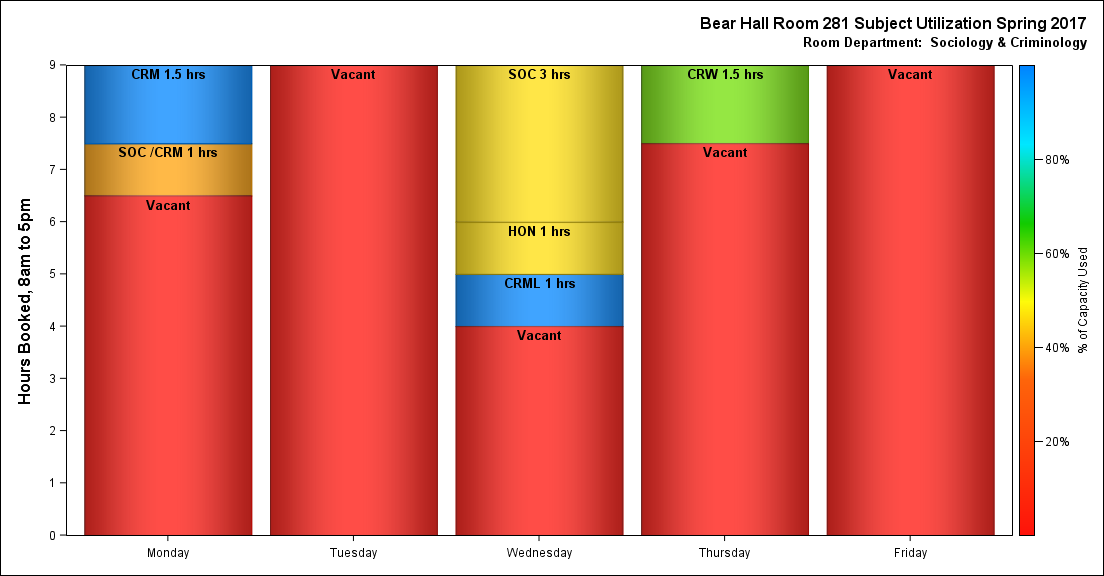 Bear Hall Room 281 Subject Utilization Spring 2017
Room Department:  Sociology & Criminology
Hours Booked, 8am to 5pm
9
8
7
6
5
4
3
2
1
0
CRM 1.5 hrs
SOC /CRM 1 hrs
Vacant
Vacant
SOC 3 hrs
HON 1 hrs
CRML 1 hrs
Vacant
CRW 1.5 hrs
Vacant
Vacant
Monday
Tuesday
Wednesday
Thursday
Friday
80%
60%
40%
20%
% of Capacity Used